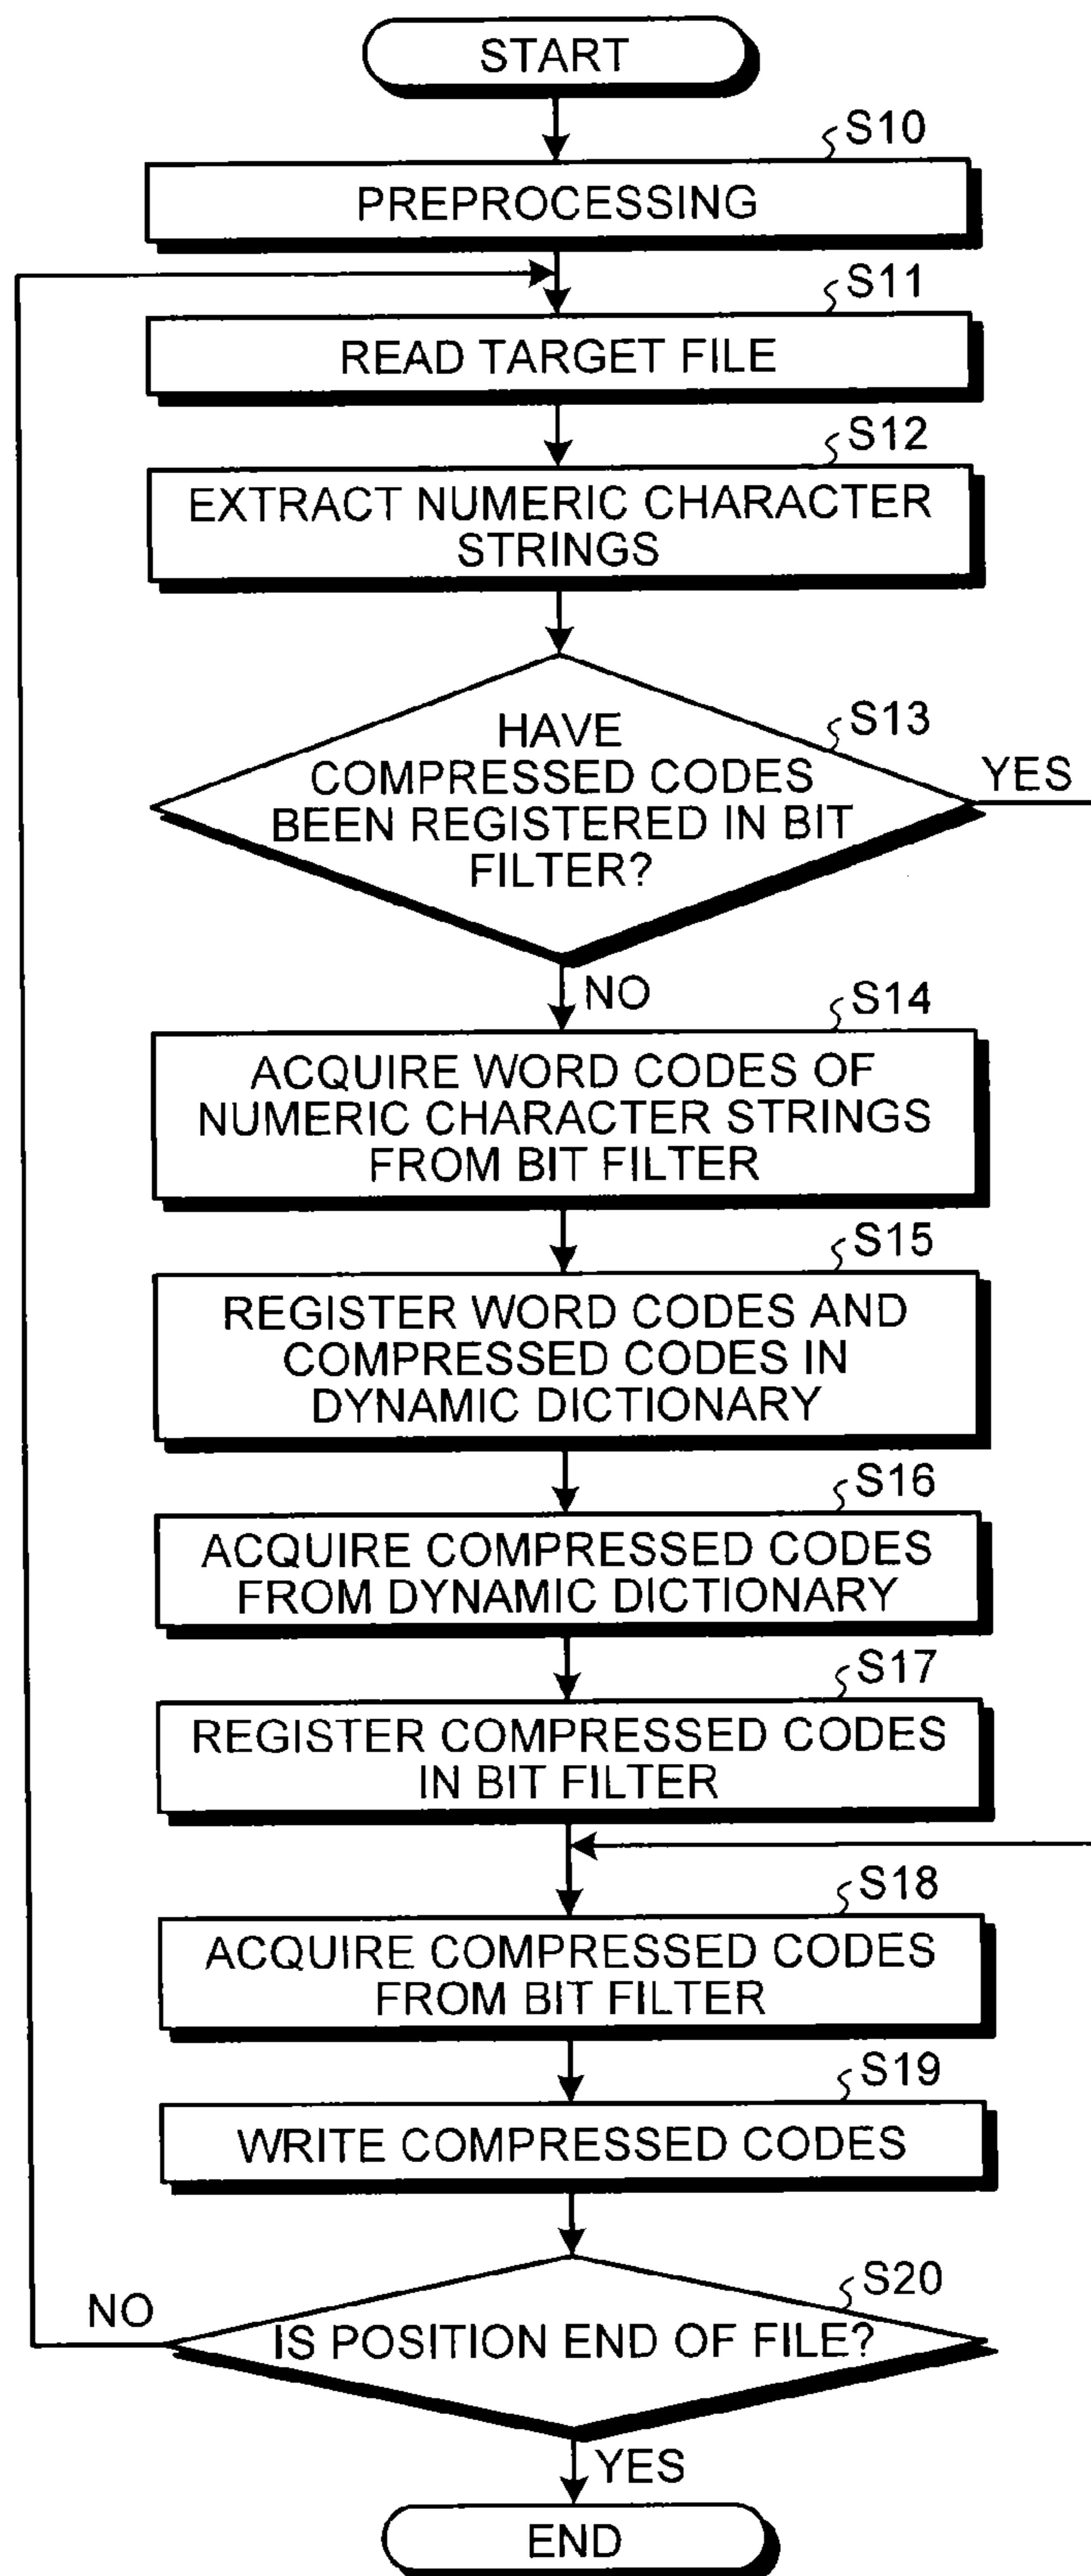 START
S10
PREPROCESSING
S11
READ TARGET FILE
S12
EXTRACT NUMERIC CHARACTER
STRINGS
S13
HAVE
COMPRESSED CODES
BEEN REGISTERED IN BIT
FILTER?
YES
NO
S14
ACQUIRE WORD CODES OF
NUMERIC CHARACTER STRINGS
FROM BIT FILTER
S15
REGISTER WORD CODES AND
COMPRESSED CODES IN
DYNAMIC DICTIONARY
S16
ACQUIRE COMPRESSED CODES
FROM DYNAMIC DICTIONARY
S17
REGISTER COMPRESSED CODES
IN BIT FILTER
S18
ACQUIRE COMPRESSED CODES
FROM BIT FILTER
S19
WRITE COMPRESSED CODES
S20
NO
IS POSITION END OF FILE?
YES
END